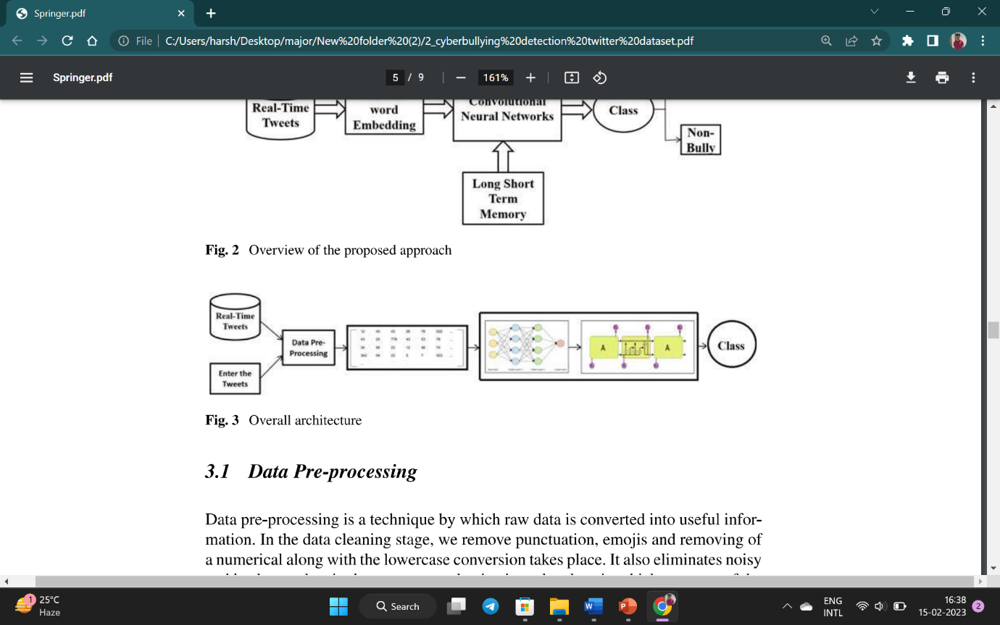 Springer.pdf
File
C:/Users/harsh/Desktop/major/New%20folder%20(2)/2_cyberbullying%20detection%20twitter%20dataset.pdf
Springer.pdf
5 / 9
161%
Real-Time
Tweets
word
Embedding
Convolutional
Neural Networks
Class
Non-
Bully
Long Short
Term
Memory
Fig. 2 Overview of the proposed approach
Real-Time
Tweets
Enter the
Tweets
Data Pre-
Processing
A
A
Class
Fig. 3 Overall architecture
3.1 Data Pre-processing
Data pre-processing is a technique by which raw data is converted into useful infor-
mation. In the data cleaning stage, we remove punctuation, emojis and removing of
a numerical along with the lowercase conversion takes place. It also eliminates noisy
1
25°C
Haze
Search
ENG
INTL
16:38
15-02-2023
2